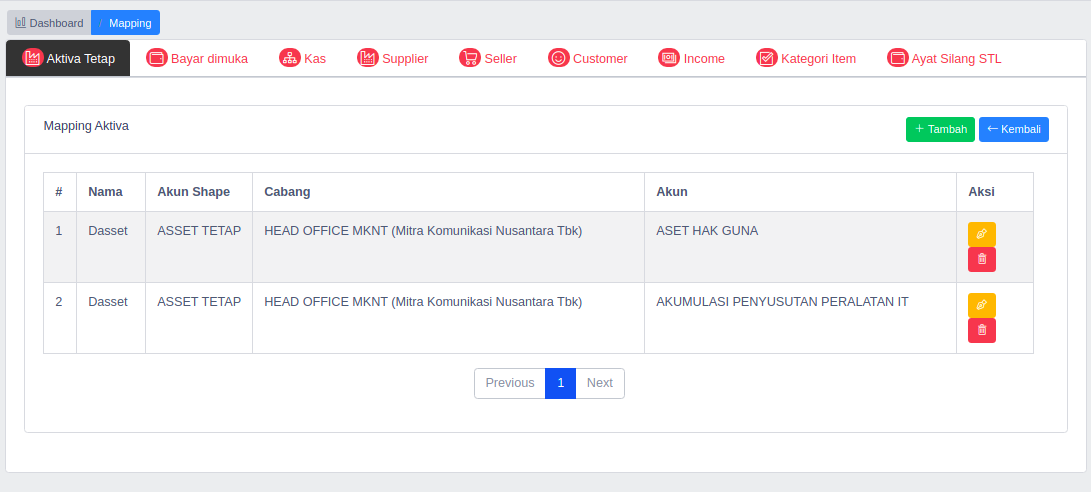 Dashboard / Mapping
Aktiva Tetap Bayar dimuka Kas Supplier Seller Customer Income Kategori Item Ayat Silang STL
Mapping Aktiva + Tambah ← Kembali
# Nama Akun Shape Cabang Akun Aksi
1 Dasset ASSET TETAP HEAD OFFICE MKNT (Mitra Komunikasi Nusantara Tbk) ASET HAK GUNA
2 Dasset ASSET TETAP HEAD OFFICE MKNT (Mitra Komunikasi Nusantara Tbk) AKUMULASI PENYUSUTAN PERALATAN IT
Previous 1 Next